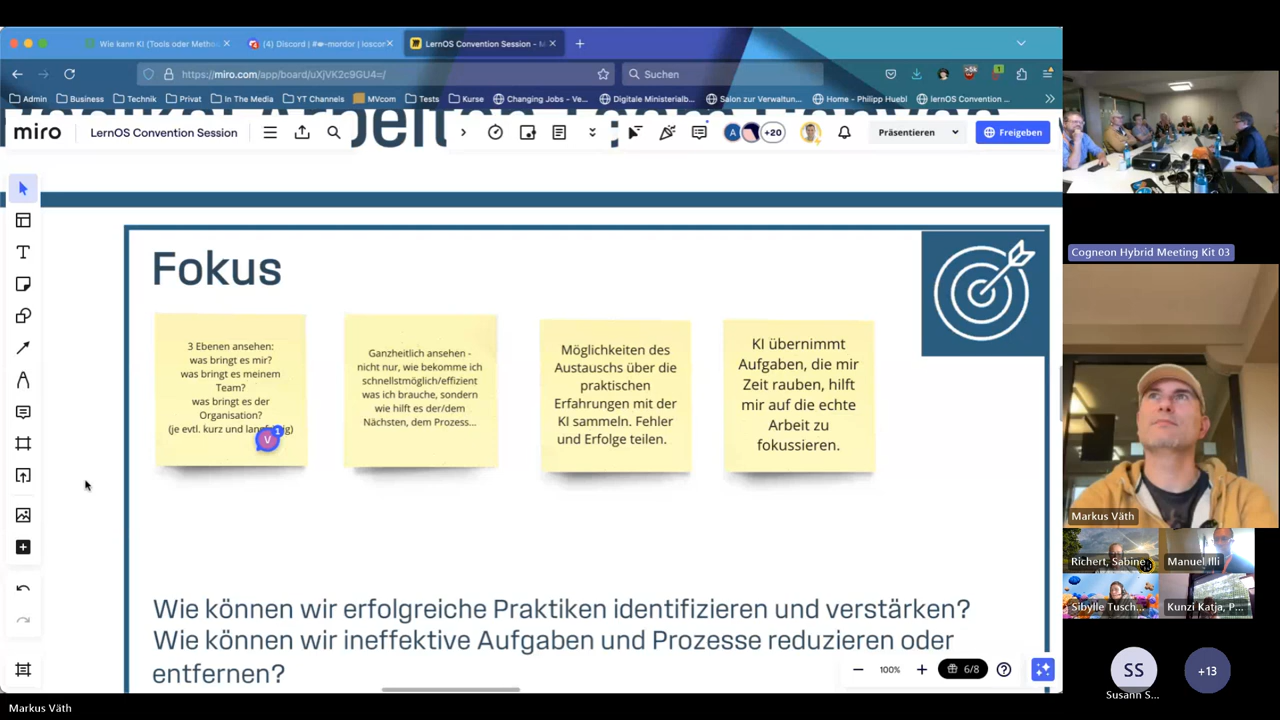 Wie kann KI (Tools oder Metho
(4) Discord | #
-mordor | loscon
LernOS Convention Session - M
https://miro.com/app/board/uXjVK2c9GU4=/
Suchen
Admin
Business
Technik
Privat
In The Media
YT Channels
MVcom
Tests
Kurse
Changing Jobs - Ve...
Digitale Ministerialb...
Salon zur Verwaltun...
Home - Philipp Huebl
lernOS Convention ...
miro
LernOS Convention Session
A
+20
Präsentieren
Freigeben
Fokus
3 Ebenen ansehen:
was bringt es mir?
was bringt es meinem
Team?
was bringt es der
Organisation?
V
1
Ganzheitlich ansehen -
nicht nur, wie bekomme ich
schnellstmöglich/effizient
was ich brauche, sondern
wie hilft es der/dem
Nächsten, dem Prozess...
Möglichkeiten des
Austauschs über die
praktischen
Erfahrungen mit der
KI sammeln. Fehler
und Erfolge teilen.
KI übernimmt
Aufgaben, die mir
Zeit rauben, hilft
mir auf die echte
Arbeit zu
fokussieren.
Wie können wir erfolgreiche Praktiken identifizieren und verstärken?
Wie können wir ineffektive Aufgaben und Prozesse reduzieren oder
entfernen?
100%
6/8
Cogneon Hybrid Meeting Kit 03
Markus Väth
Richert, Sabine
Manuel Illi
Sibylle Tusch...
Kunzi Katja, P...
SS
+13
Susann S...
Markus Väth